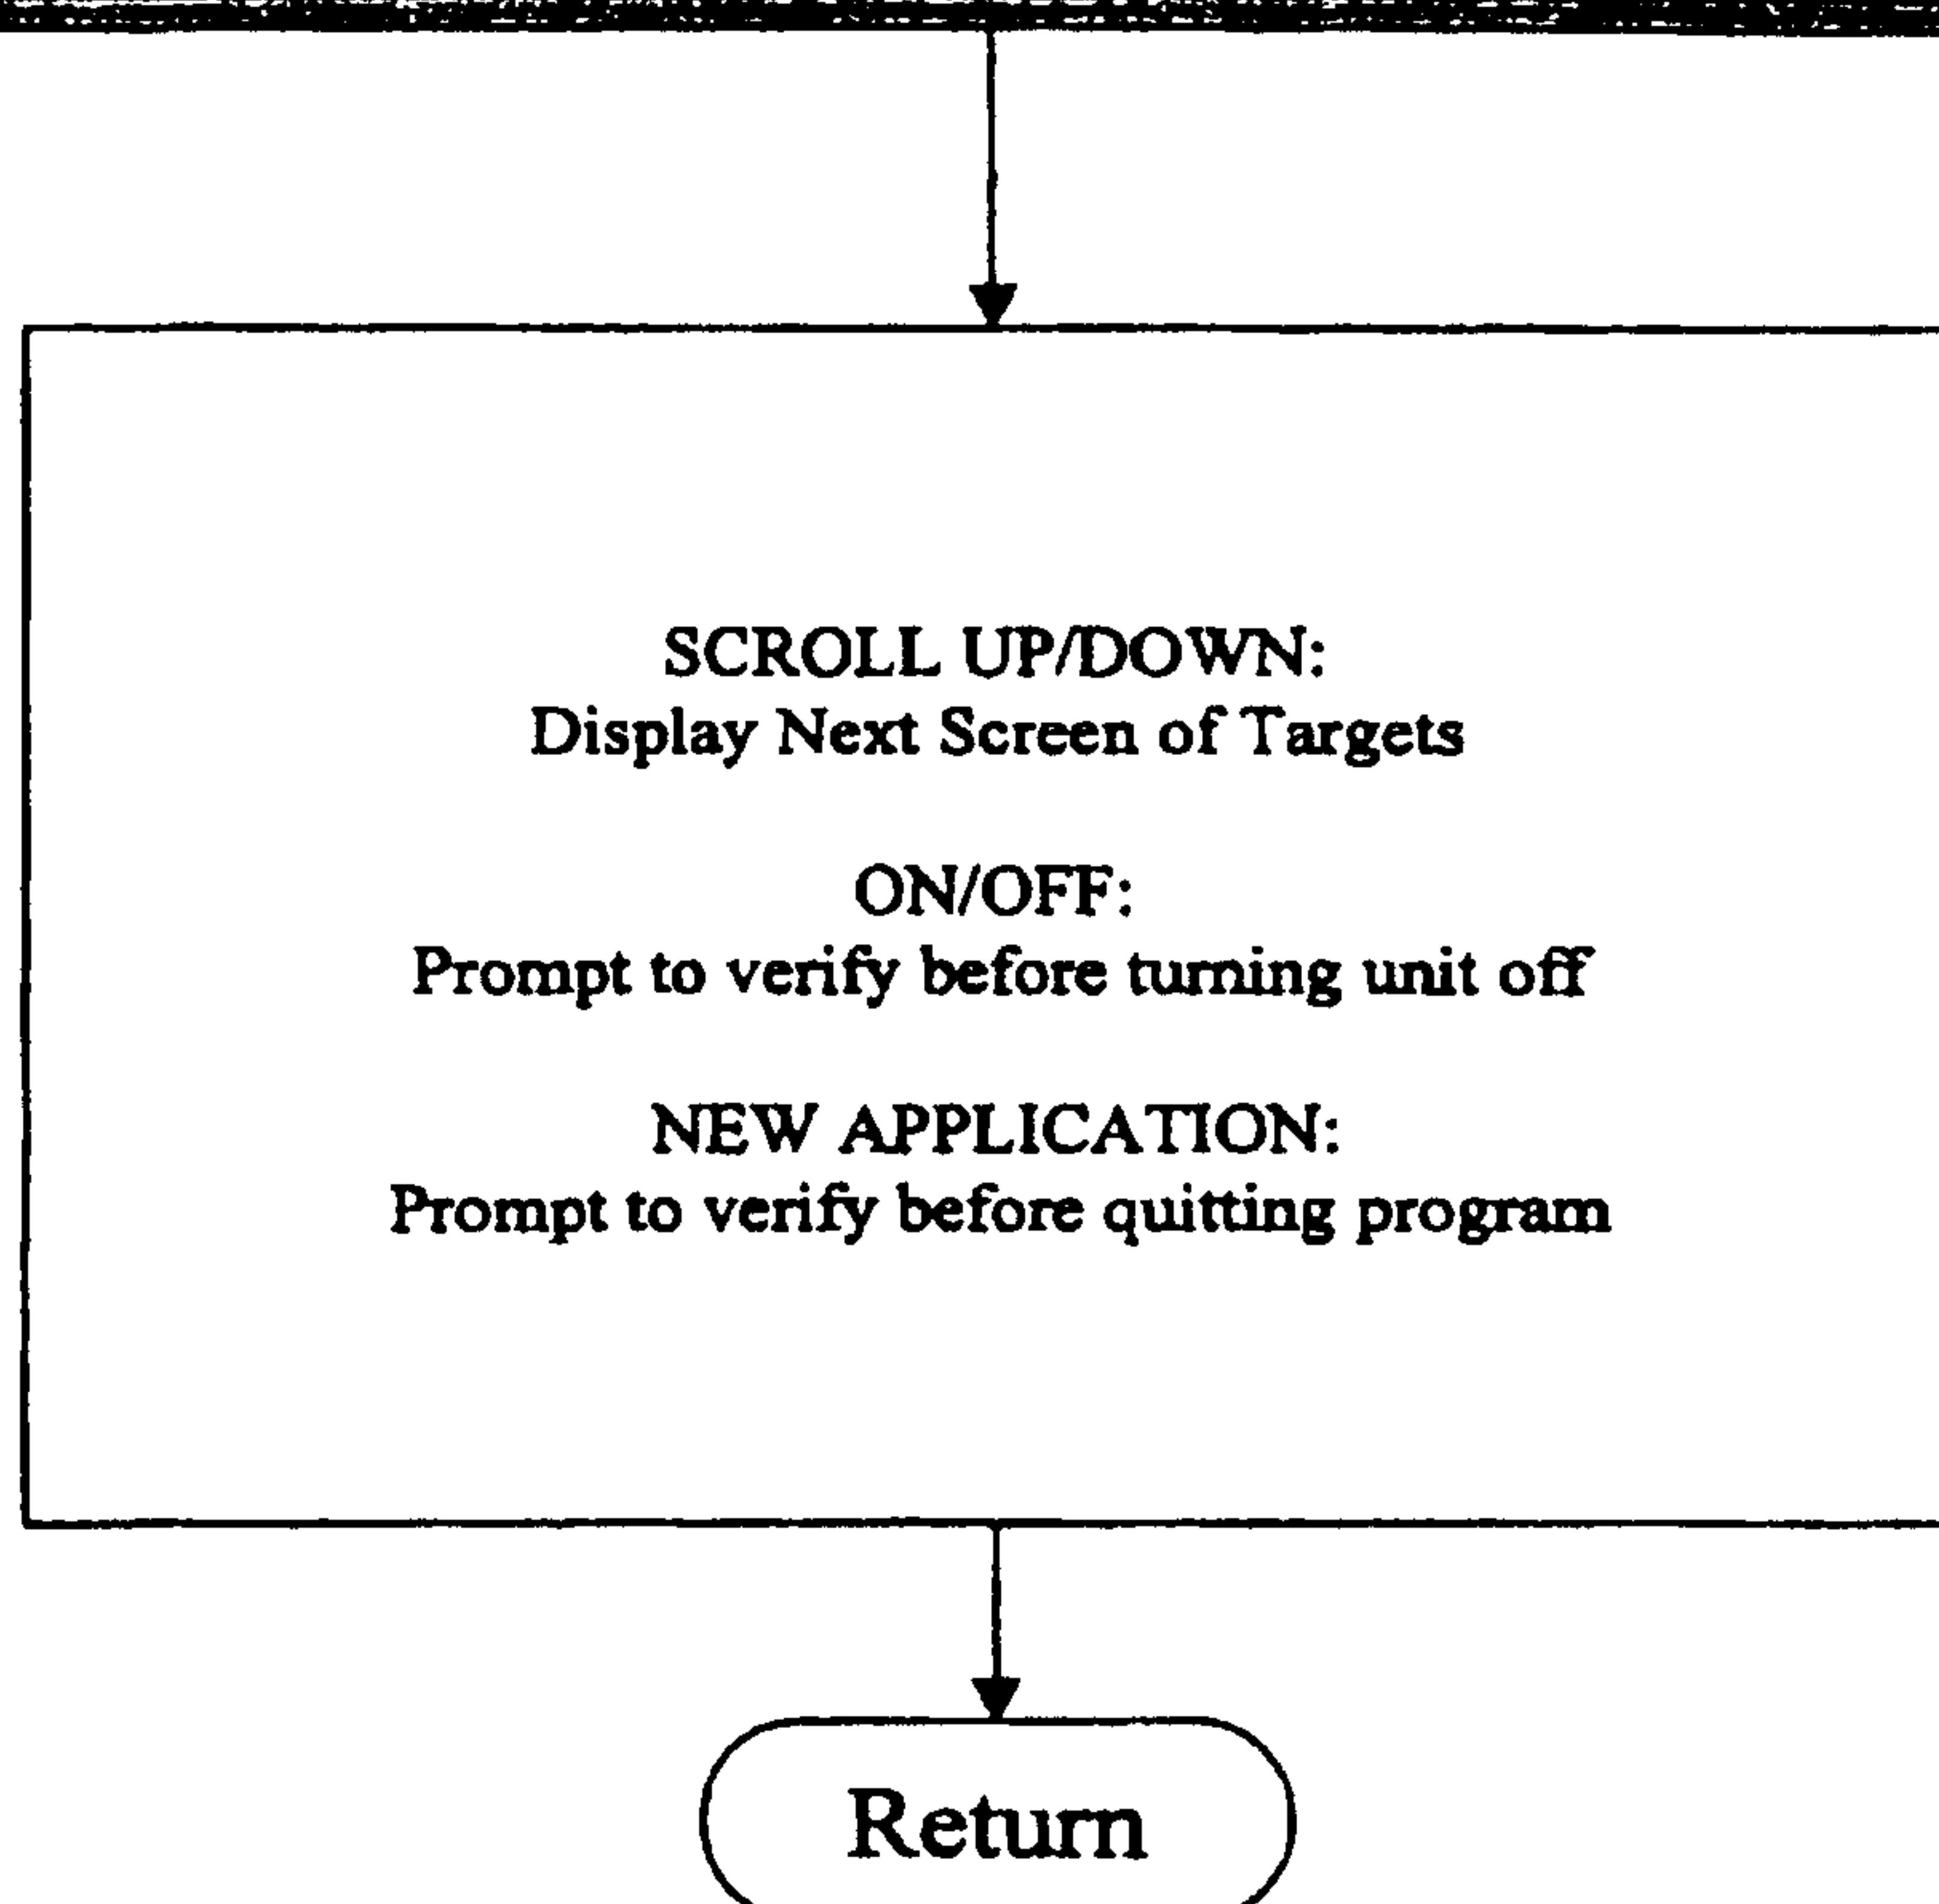 SCROLL UP/DOWN:
Display Next Screen of Targets
ON/OFF:
Prompt to verify before turning unit off
NEW APPLICATION:
Prompt to verify before quitting program
Return